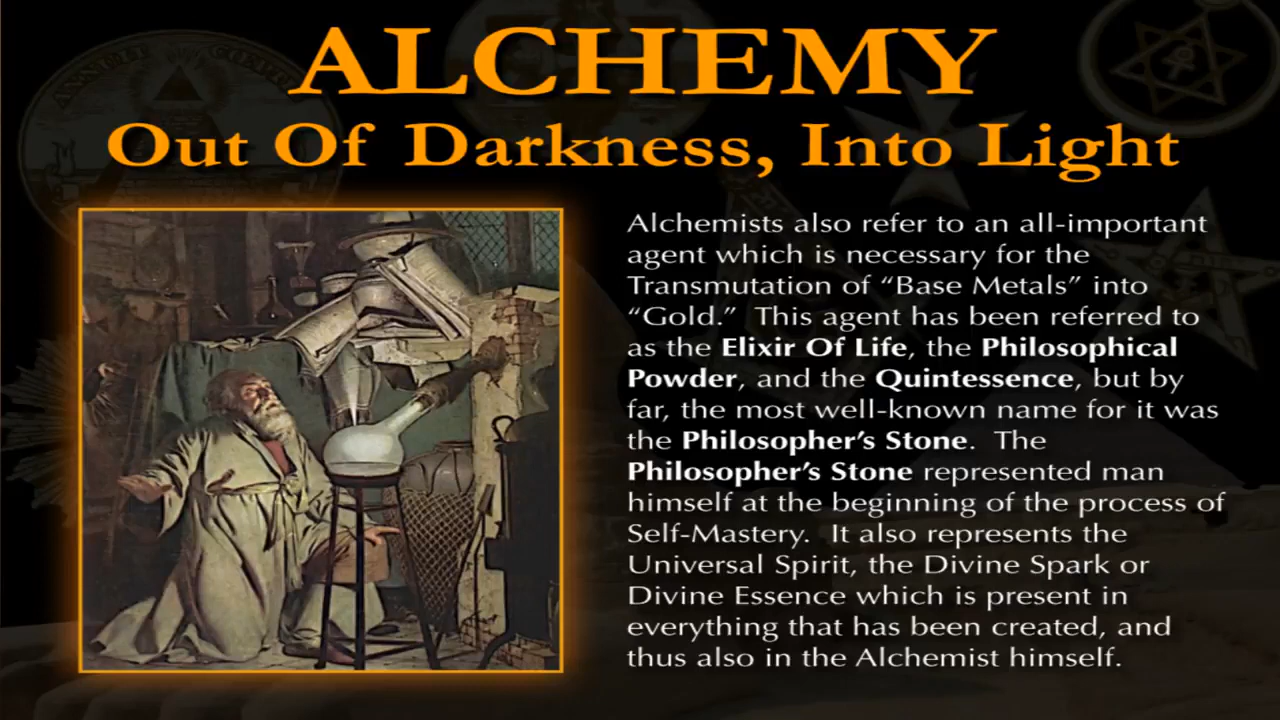 ANNUIT COEPTIS
ALCHEMY
Out Of Darkness, Into Light
Alchemists also refer to an all-important
agent which is necessary for the
Transmutation of “Base Metals” into
“Gold.”  This agent has been referred to
as the Elixir Of Life, the Philosophical
Powder, and the Quintessence, but by
far, the most well-known name for it was
the Philosopher’s Stone.  The
Philosopher’s Stone represented man
himself at the beginning of the process of
Self-Mastery.  It also represents the
Universal Spirit, the Divine Spark or
Divine Essence which is present in
everything that has been created, and
thus also in the Alchemist himself.